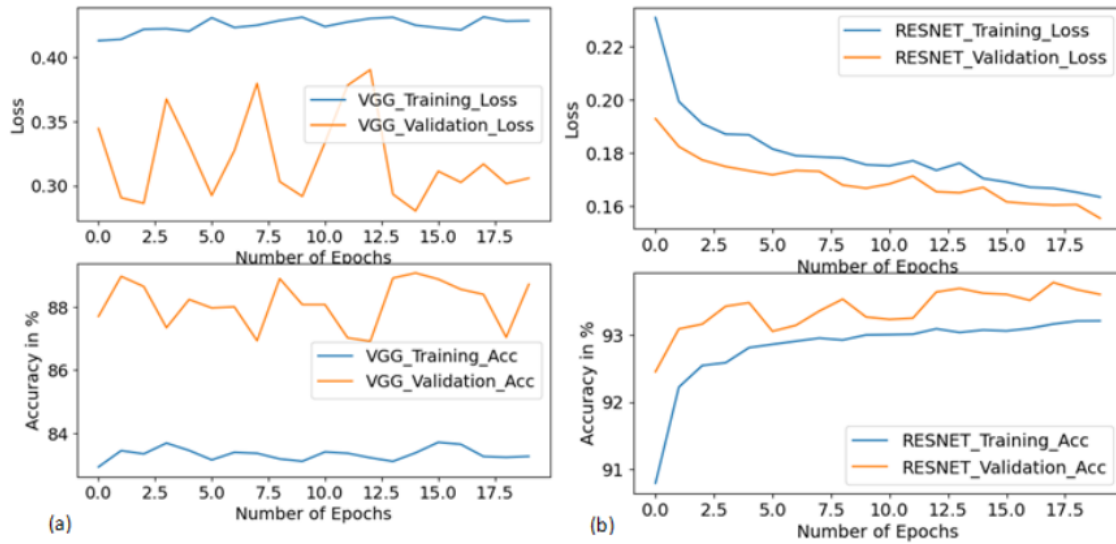 0.40
0.35
0.30
Loss
VGG_Training_Loss
VGG_Validation_Loss
0.0 2.5 5.0 7.5 10.0 12.5 15.0 17.5
Number of Epochs
88
86
84
Accuracy in %
VGG_Training_Acc
VGG_Validation_Acc
0.0 2.5 5.0 7.5 10.0 12.5 15.0 17.5
Number of Epochs
(a)
0.22
0.20
0.18
0.16
Loss
RESNET_Training_Loss
RESNET_Validation_Loss
0.0 2.5 5.0 7.5 10.0 12.5 15.0 17.5
Number of Epochs
93
92
91
Accuracy in %
RESNET_Training_Acc
RESNET_Validation_Acc
0.0 2.5 5.0 7.5 10.0 12.5 15.0 17.5
Number of Epochs
(b)